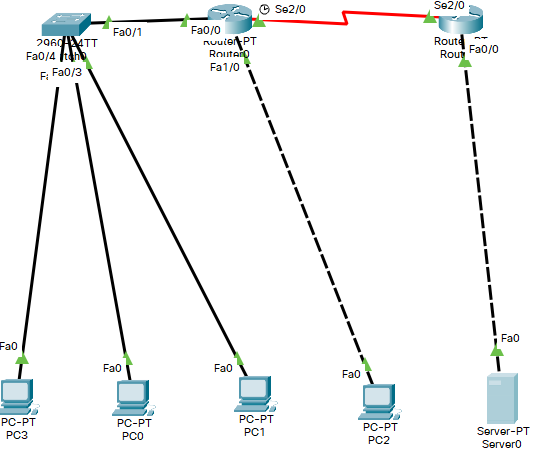 Se2/0
Se2/0
Fa0/1
Fa0/0
Fa0/0
Fa0/4
Fa0/3
Router0
Fa1/0
Fa0
Fa0
Fa0
Fa0
Fa0
PC-PT
PC3
PC-PT
PC0
PC-PT
PC1
PC-PT
PC2
Server-PT
Server0